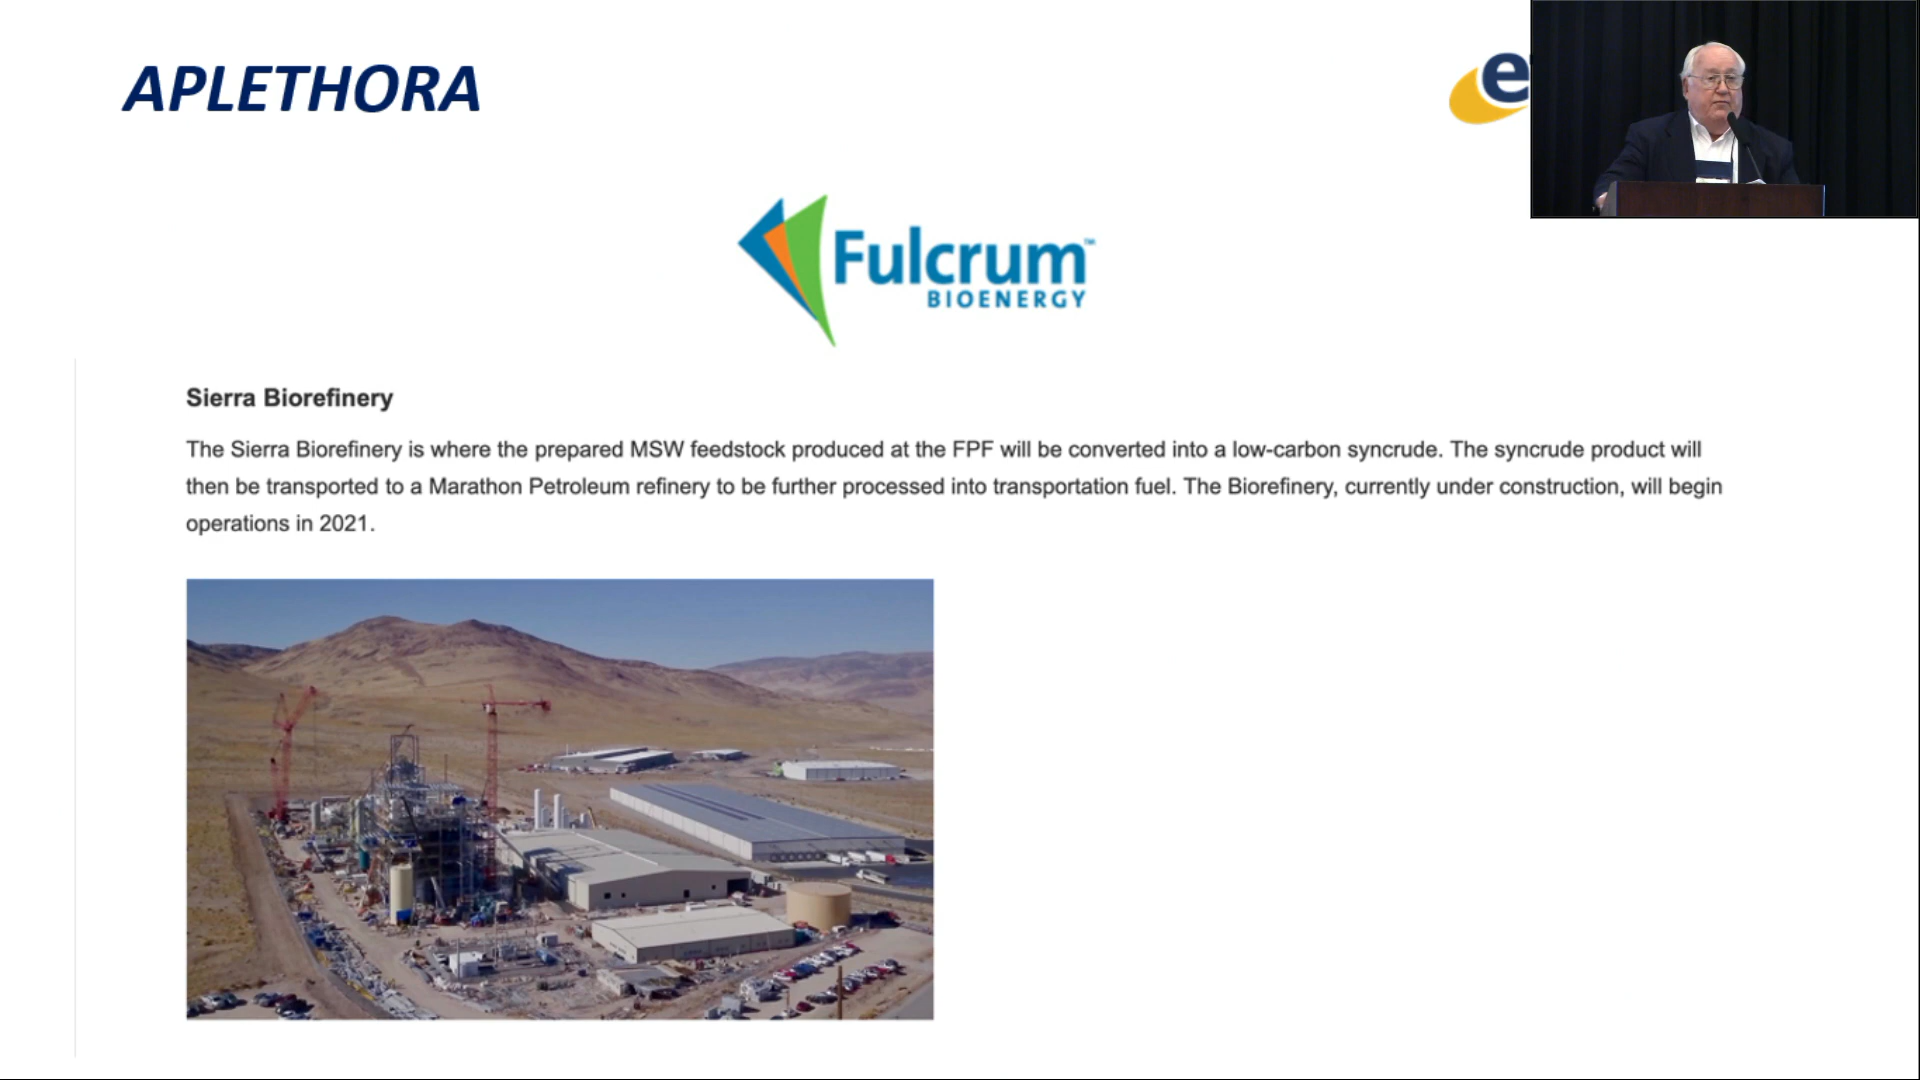 APLETHORA
e
Fulcrum™
BIOENERGY
Sierra Biorefinery
The Sierra Biorefinery is where the prepared MSW feedstock produced at the FPF will be converted into a low-carbon syncrude. The syncrude product will
then be transported to a Marathon Petroleum refinery to be further processed into transportation fuel. The Biorefinery, currently under construction, will begin
operations in 2021.